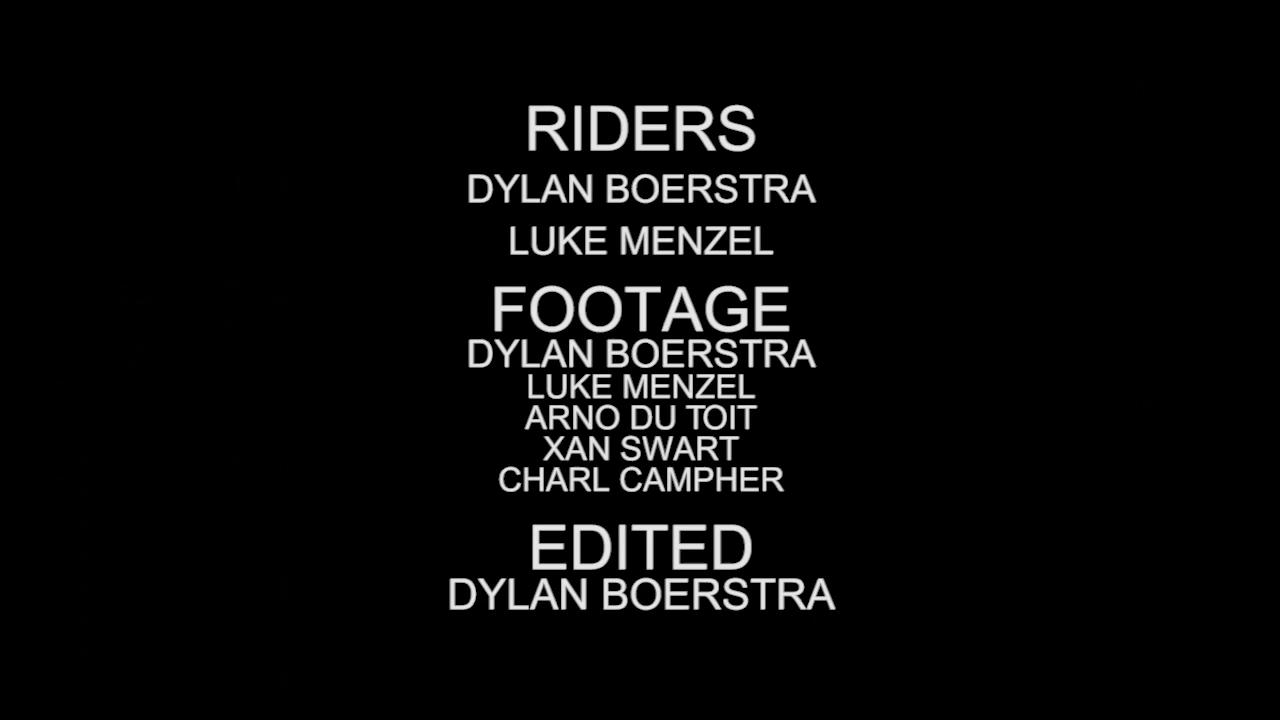 RIDERS
DYLAN BOERSTRA
LUKE MENZEL
FOOTAGE
DYLAN BOERSTRA
LUKE MENZEL
ARNO DU TOIT
XAN SWART
CHARL CAMPHER
EDITED
DYLAN BOERSTRA